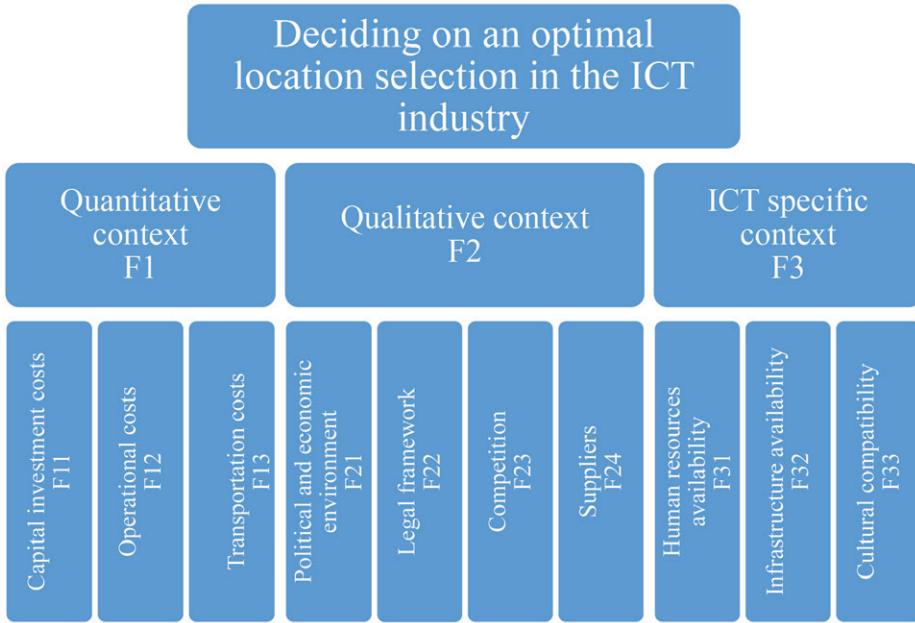 Deciding on an optimal
location selection in the ICT
industry
Quantitative
context
F1
Qualitative context
F2
ICT specific
context
F3
Capital investment costs
F11
Operational costs
F12
Transportation costs
F13
Political and economic
environment
F21
Legal framework
F22
Competition
F23
Suppliers
F24
Human resources
availability
F31
Infrastructure availability
F32
Cultural compatibility
F33